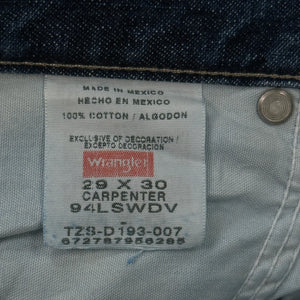 MADE IN MEXICO
HECHO EN MEXICO
100% COTTON / ALGODON
EXCLUSIVE OF DECORATION /
EXCEPTO DECORACION
Wrangler
29 X 30
CARPENTER
94LSWDV
-
TZS-D193-007
672787956285